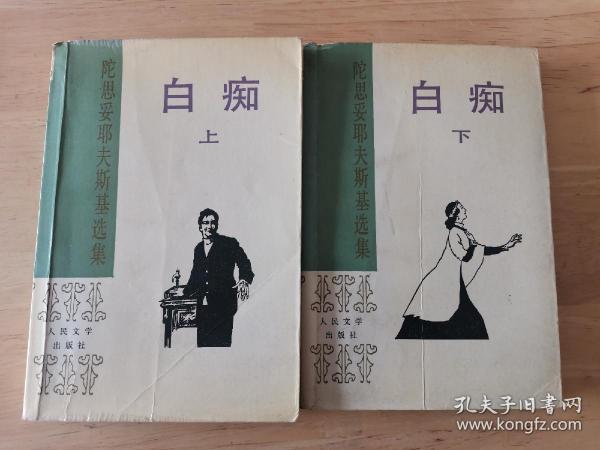 陀思妥耶夫斯基选集
白痴
上
人民文学
出版社
陀思妥耶夫斯基选集
白痴
下
人民文学
出版社
孔夫子旧书网
www.kongfz.com